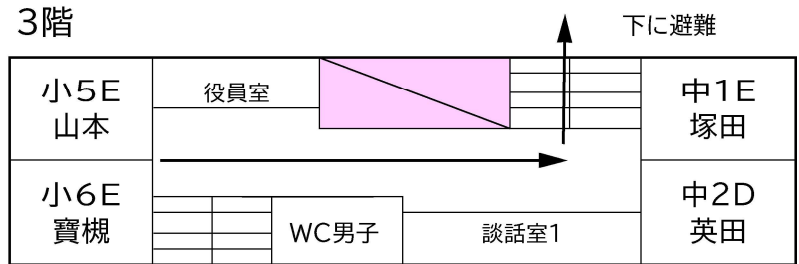 3階
下に避難
小5E
山本
役員室
中1E
塚田
小6E
寶槻
WC男子
談話室1
中2D
英田